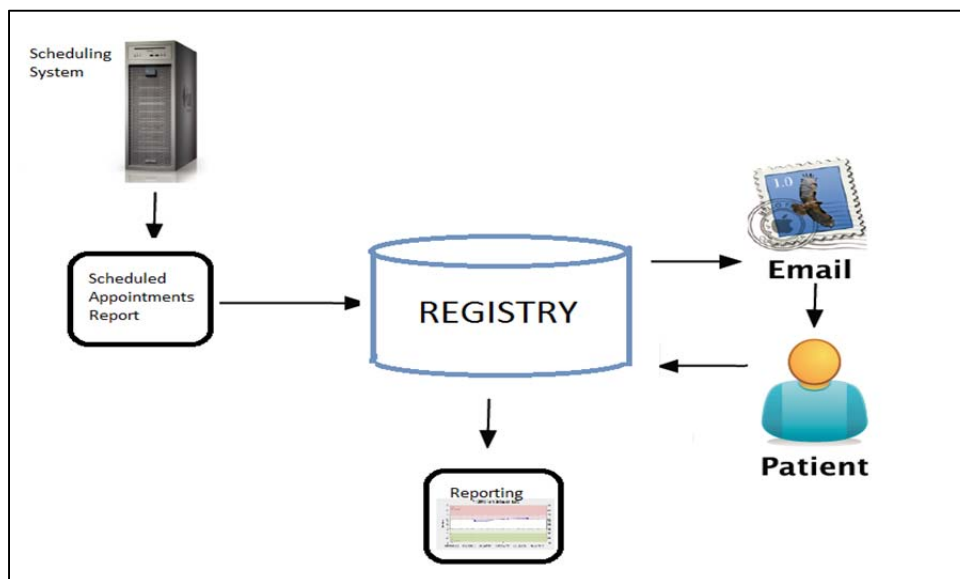 Scheduling
System
Scheduled
Appointments
Report
REGISTRY
1.0
Email
Patient
Reporting